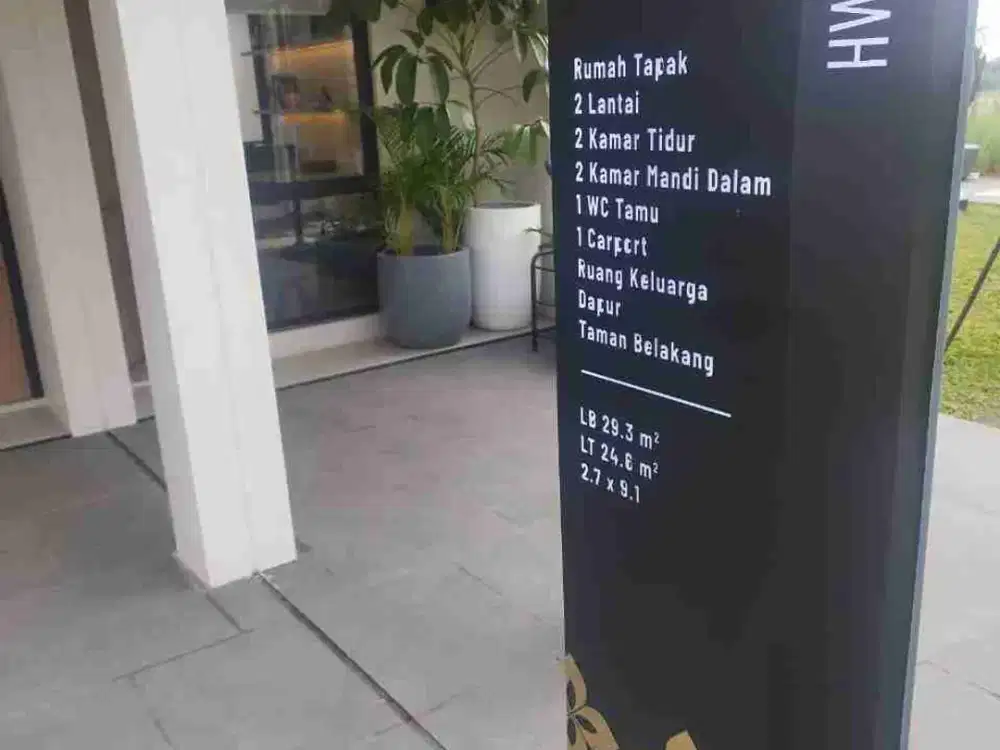 Rumah Tapak
2 Lantai
2 Kamar Tidur
2 Kamar Mandi Dalam
1 WC Tamu
1 Carport
Ruang Keluarga
Dapur
Taman Belakang
LB 29.3 m²
LT 24.6 m²
2.7 x 9.1